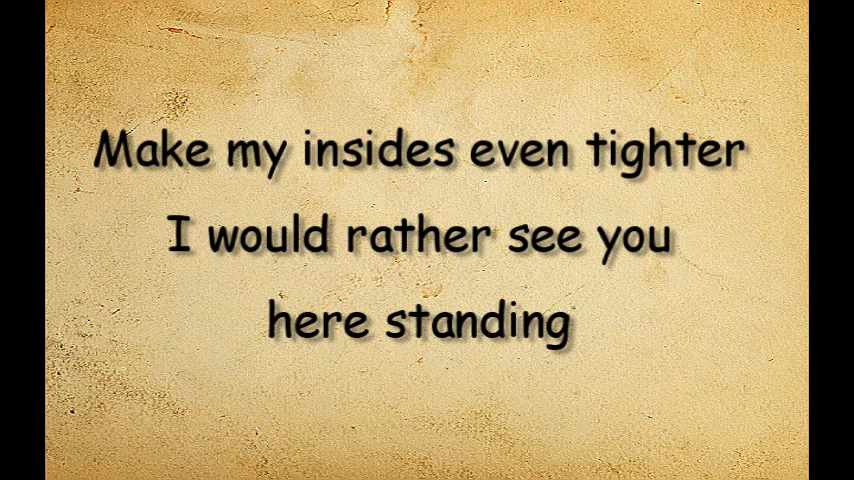 Make my insides even tighter
I would rather see you
here standing